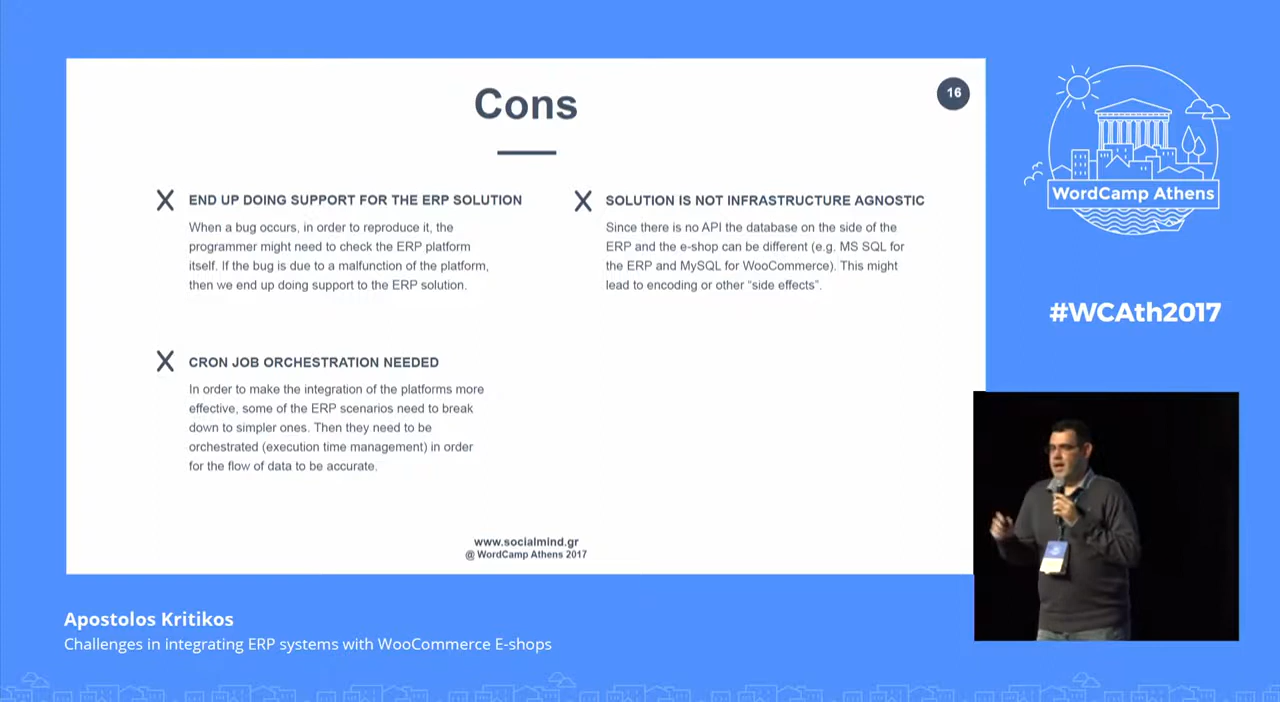 Cons
16
X END UP DOING SUPPORT FOR THE ERP SOLUTION
When a bug occurs, in order to reproduce it, the
programmer might need to check the ERP platform
itself. If the bug is due to a malfunction of the platform,
then we end up doing support to the ERP solution.
X SOLUTION IS NOT INFRASTRUCTURE AGNOSTIC
Since there is no API the database on the side of the
ERP and the e-shop can be different (e.g. MS SQL for
the ERP and MySQL for WooCommerce). This might
lead to encoding or other “side effects”.
X CRON JOB ORCHESTRATION NEEDED
In order to make the integration of the platforms more
effective, some of the ERP scenarios need to break
down to simpler ones. Then they need to be
orchestrated (execution time management) in order
for the flow of data to be accurate.
www.socialmind.gr
@ WordCamp Athens 2017
WordCamp Athens
#WCAth2017
Apostolos Kritikos
Challenges in integrating ERP systems with WooCommerce E-shops